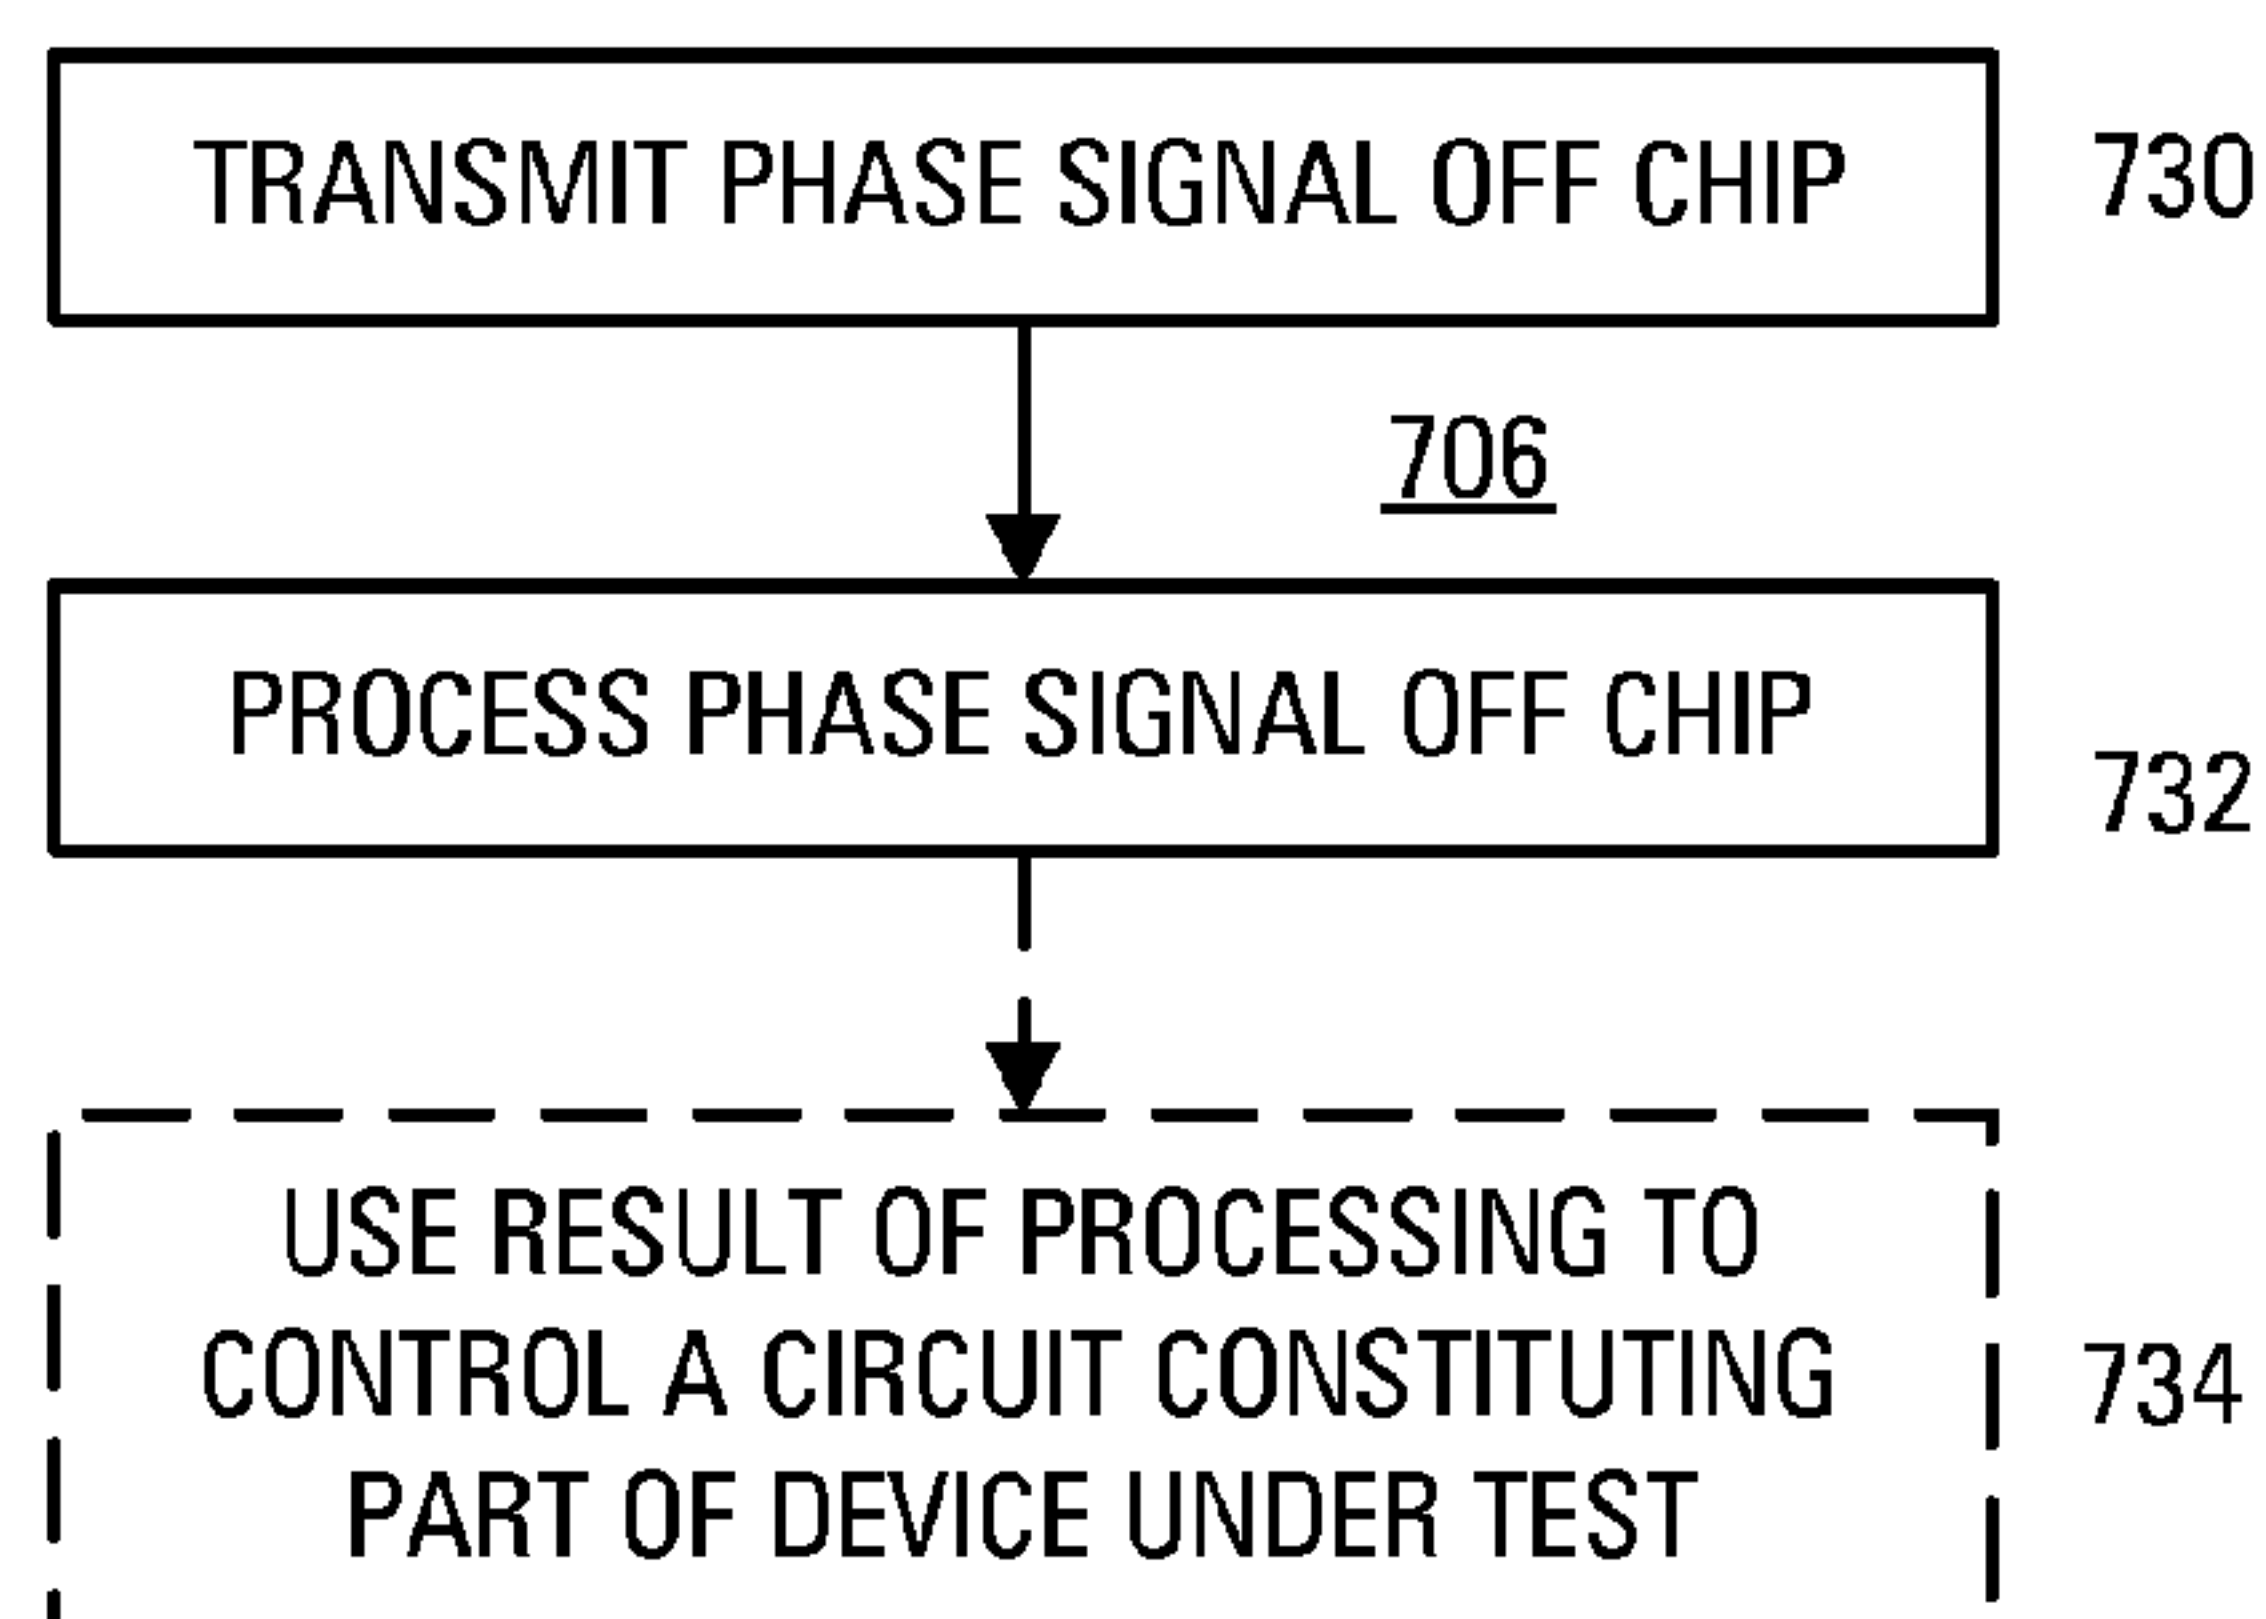 TRANSMIT PHASE SIGNAL OFF CHIP
730
706
PROCESS PHASE SIGNAL OFF CHIP
732
USE RESULT OF PROCESSING TO
CONTROL A CIRCUIT CONSTITUTING
734
PART OF DEVICE UNDER TEST